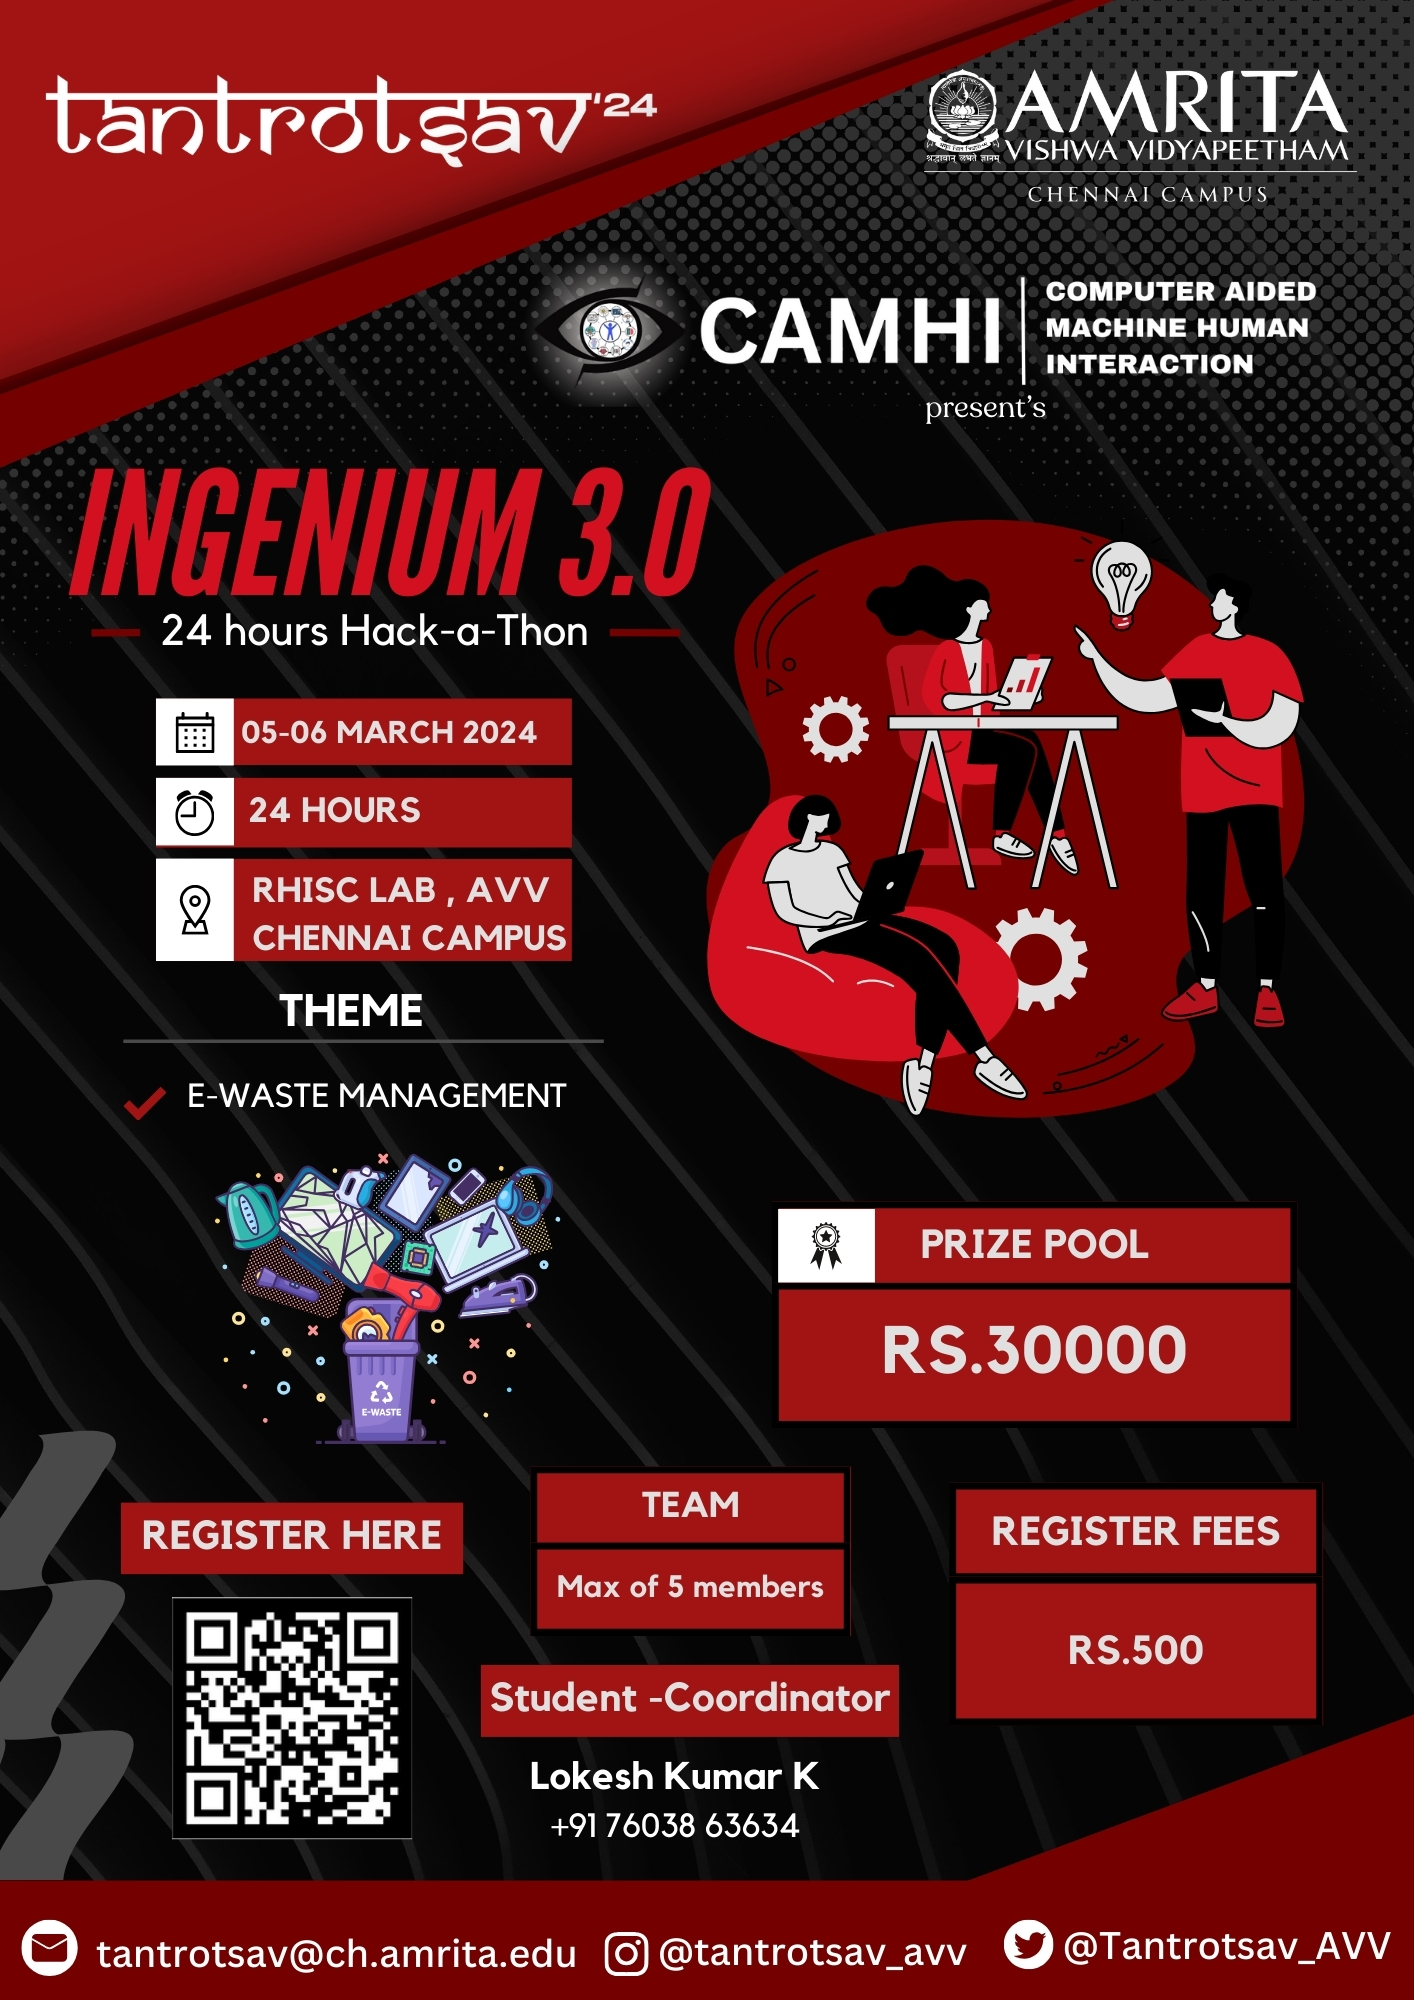 tantrotsav'24
AMRITA
VISHWA VIDYAPEETHAM
श्रद्धावान् लभते ज्ञानम्
CHENNAI CAMPUS
CAMHI
COMPUTER AIDED
MACHINE HUMAN
INTERACTION
present's
INGENIUM 3.0
24 hours Hack-a-Thon
05-06 MARCH 2024
24 HOURS
RHISC LAB , AVV
CHENNAI CAMPUS
THEME
E-WASTE MANAGEMENT
E-WASTE
PRIZE POOL
RS.30000
REGISTER HERE
TEAM
Max of 5 members
REGISTER FEES
RS.500
Student -Coordinator
Lokesh Kumar K
+91 76038 63634
tantrotsav@ch.amrita.edu
@tantrotsav_avv
@Tantrotsav_AVV